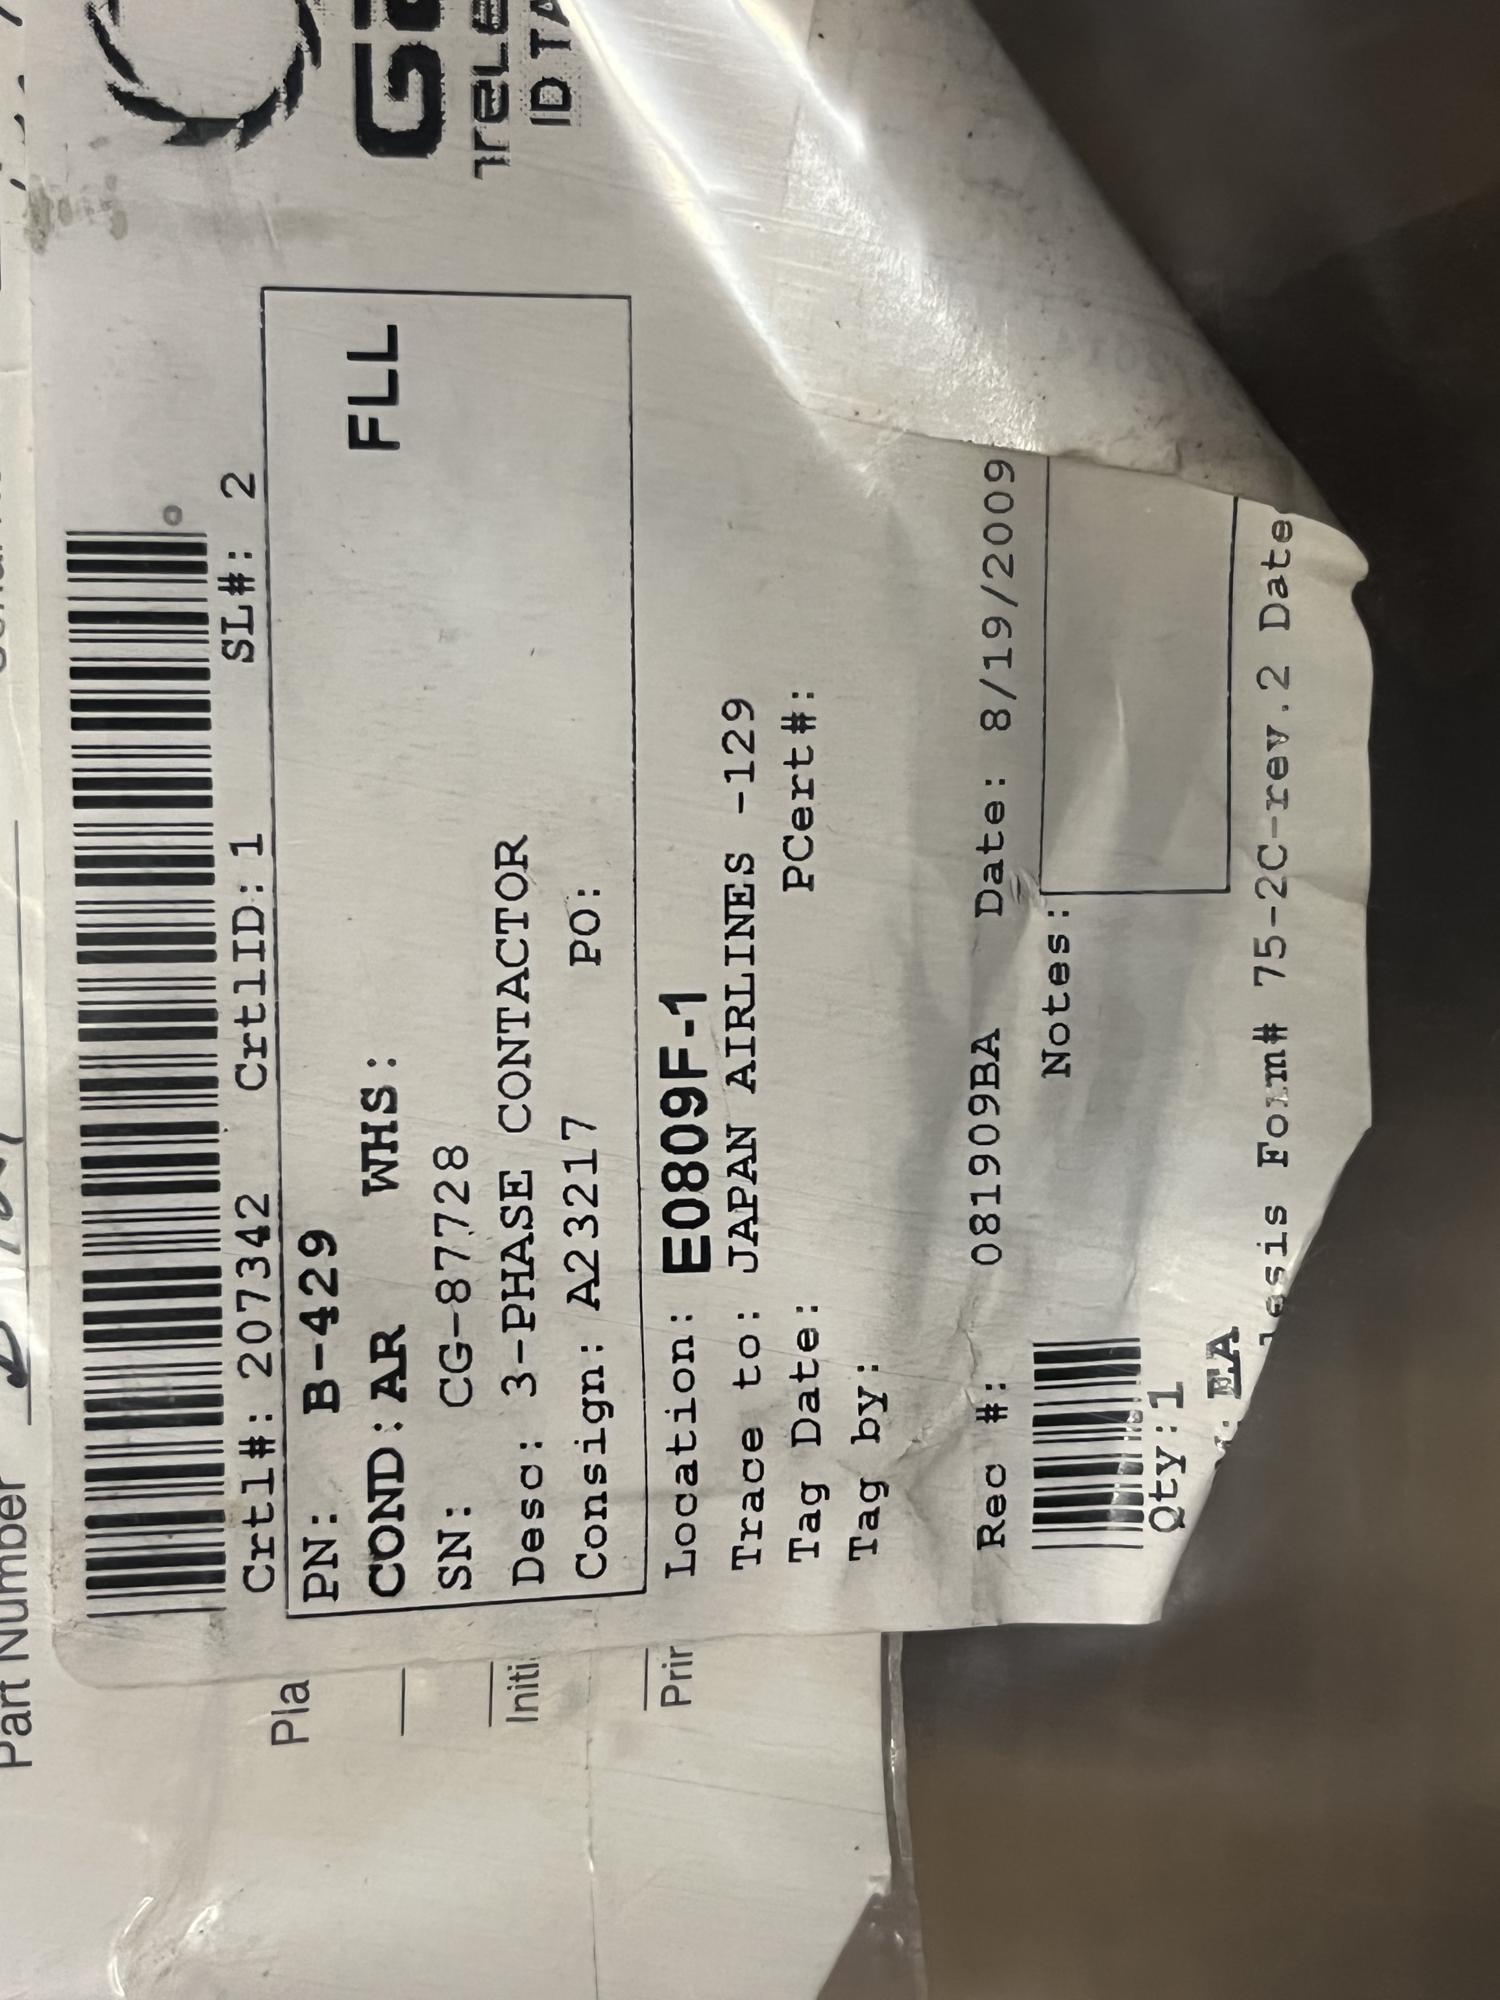 Part Number
SL#: 2
Crtl#: 207342 CrtlID: 1
PN: B-429
FLL
COND: AR WHS:
SN: CG-87728
Desc: 3-PHASE CONTACTOR
Consign: A23217 PO:
Location: E0809F-1
Trace to: JAPAN AIRLINES -129
Tag Date: PCert#:
Tag by:
Rec #: 081909BA Date: 8/19/2009
Notes:
Qty:1
EA
Form# 75-2C-rev.2 Date
Pla
Initi
Prin
ID TA